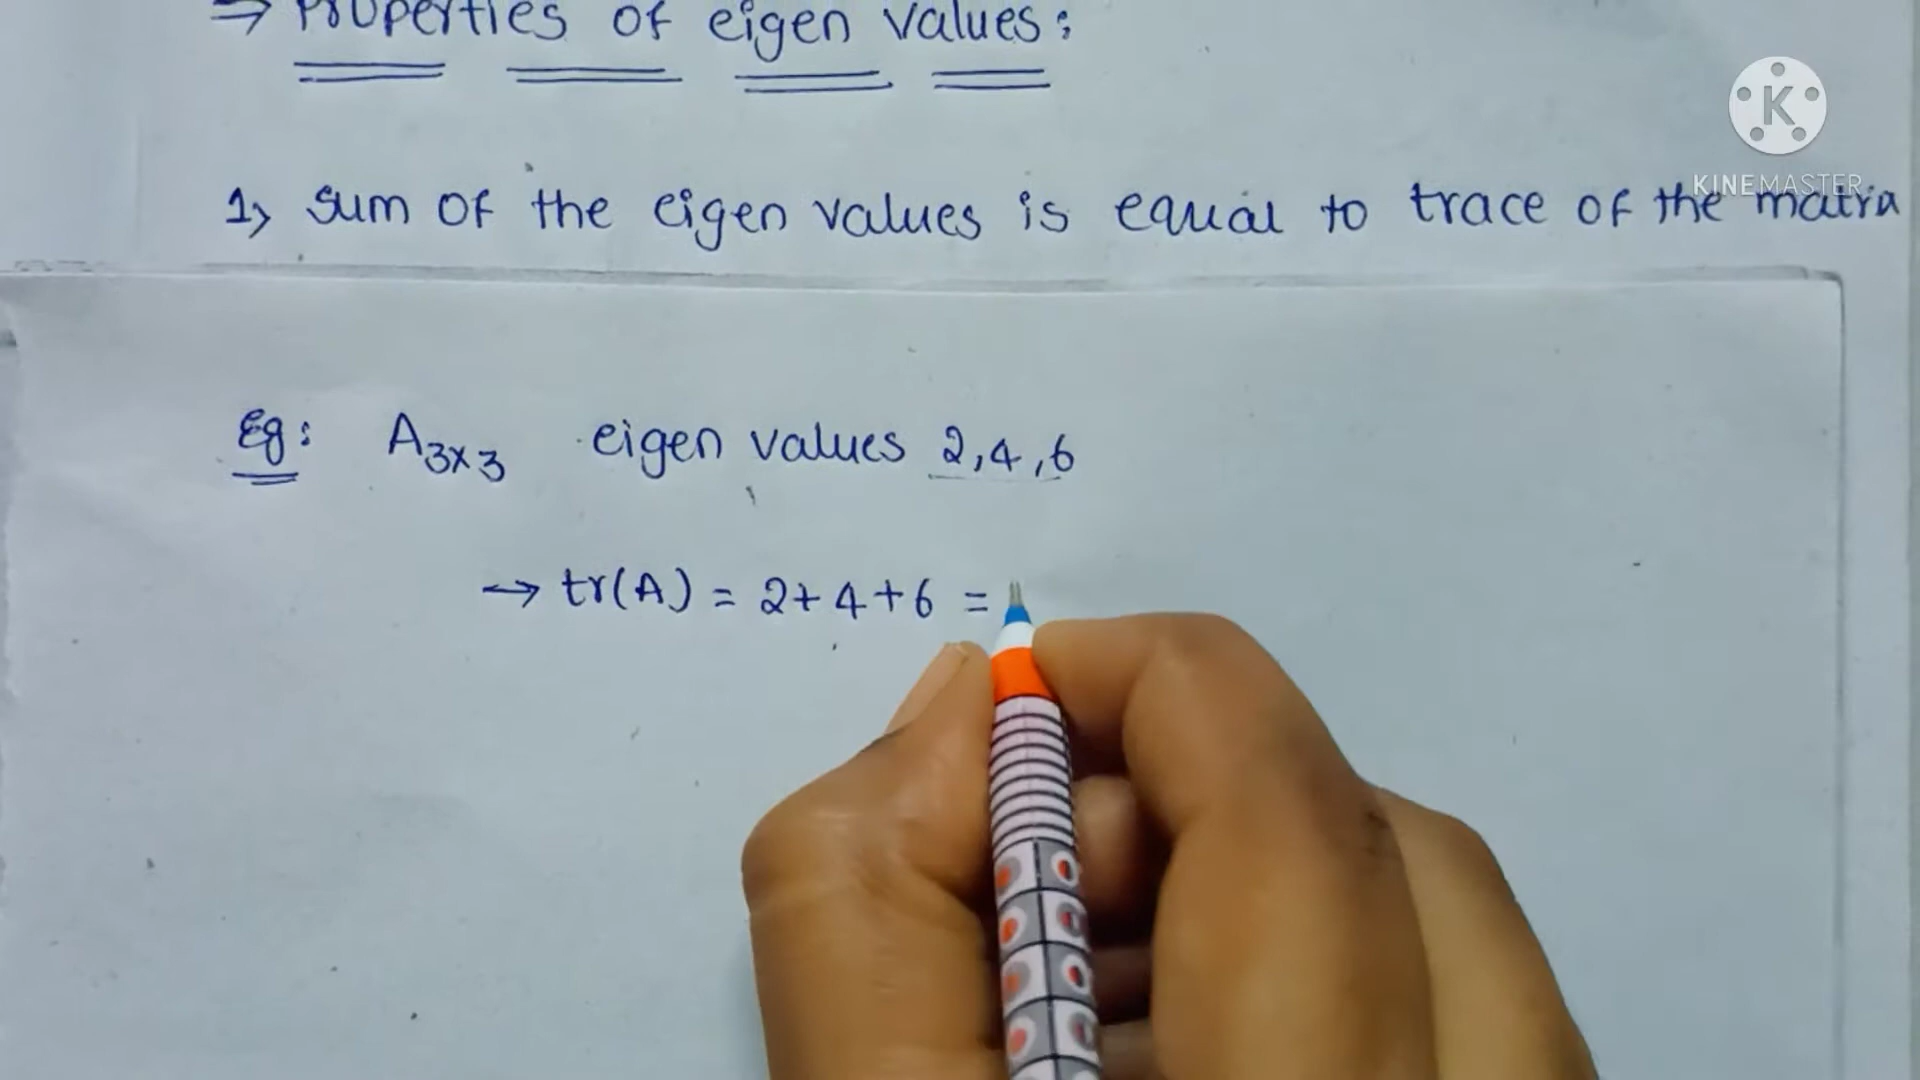 ⇒ Properties of eigen values:
KINEMASTER
1) Sum of the eigen values is equal to trace of the matrix
Eg: A3x3 eigen values 2,4,6
→ tr(A) = 2+4+6 =